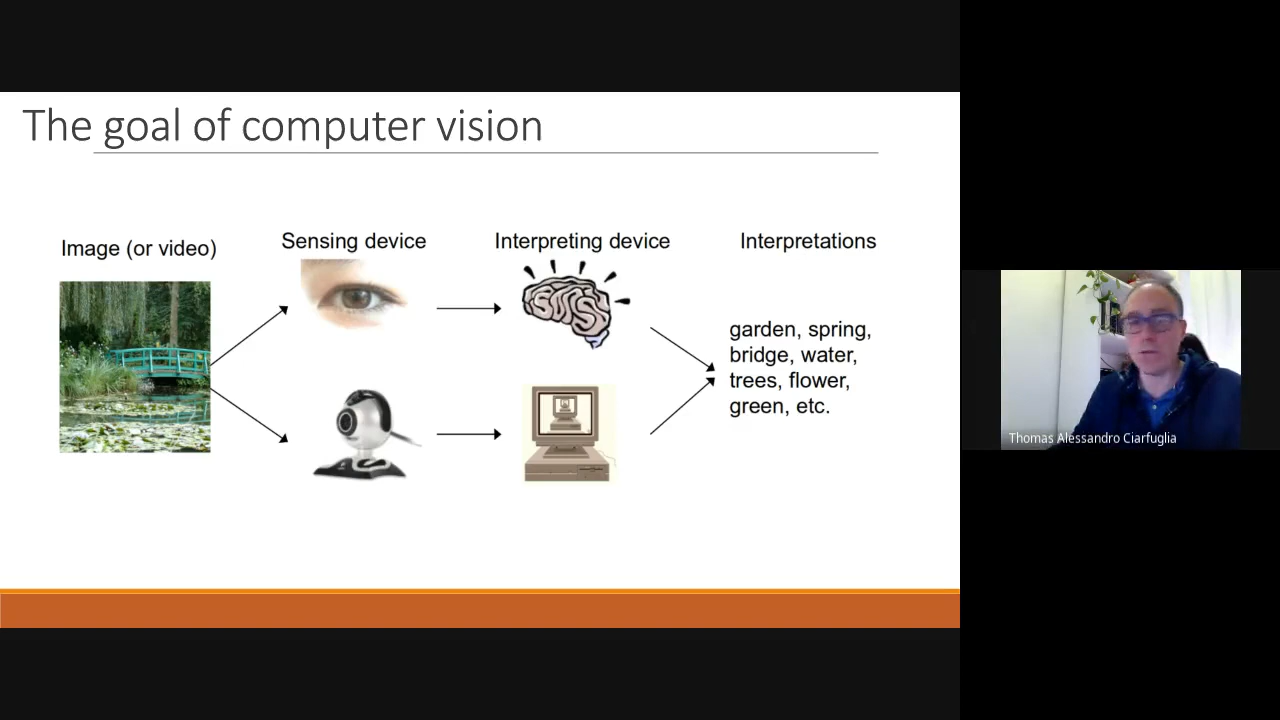 The goal of computer vision
Image (or video)
Sensing device
Interpreting device
Interpretations
garden, spring,
bridge, water,
trees, flower,
green, etc.
Thomas Alessandro Ciarfuglia